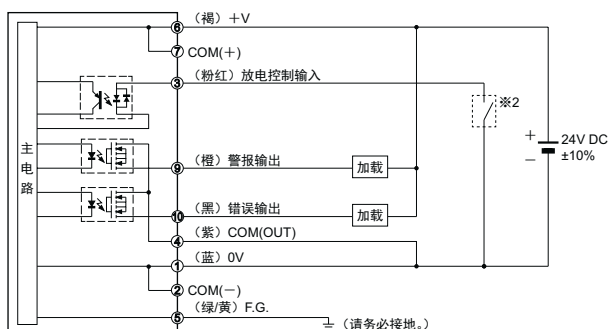 ⑥ （褐）＋V
⑦ COM(＋)
③ （粉红）放电控制输入
※2
主电路
＋
－
24V DC
±10%
⑨ （橙）警报输出
加载
⑩ （黑）错误输出
加载
④ （紫）COM(OUT)
① （蓝）0V
② COM(－)
⑤ （绿/黄）F.G.
（请务必接地。）